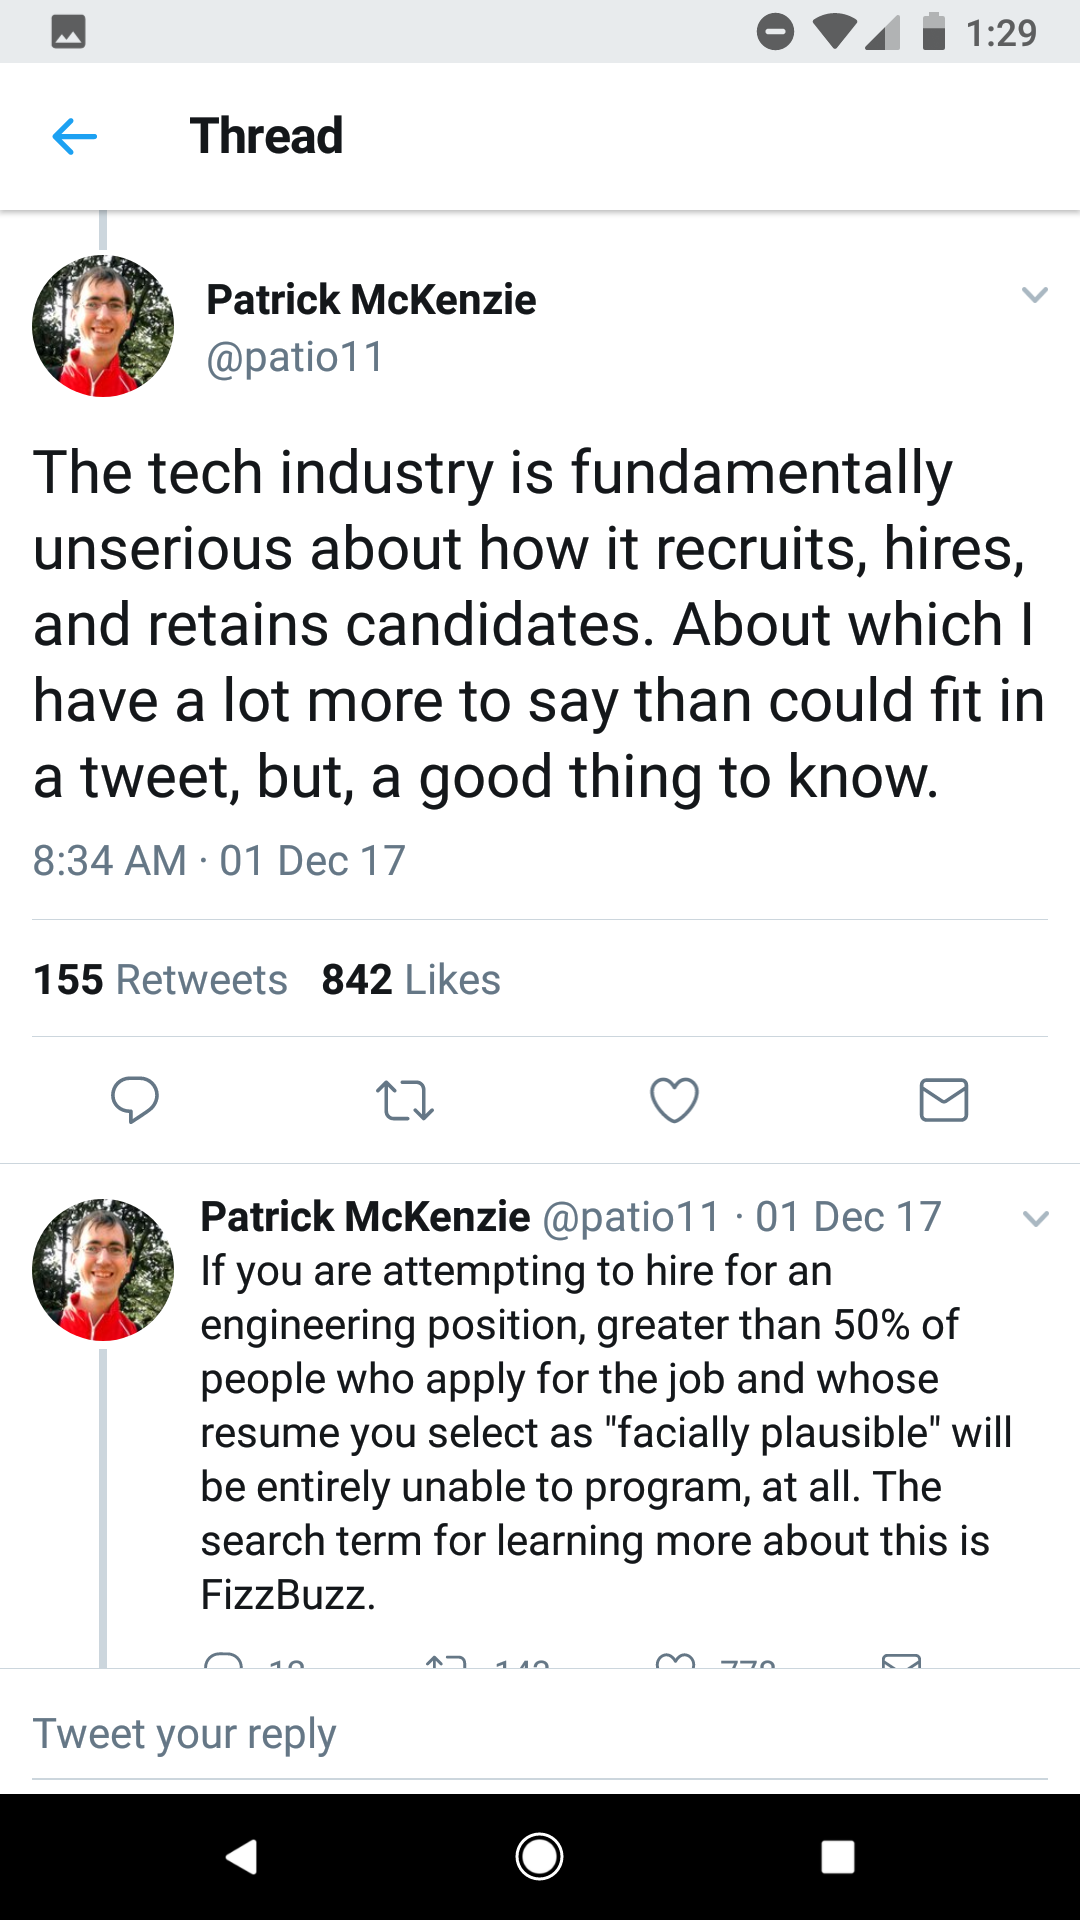 1:29
Thread
Patrick McKenzie
@patio11
The tech industry is fundamentally
unserious about how it recruits, hires,
and retains candidates. About which I
have a lot more to say than could fit in
a tweet, but, a good thing to know.
8:34 AM · 01 Dec 17
155 Retweets 842 Likes
Patrick McKenzie @patio11 · 01 Dec 17
If you are attempting to hire for an
engineering position, greater than 50% of
people who apply for the job and whose
resume you select as "facially plausible" will
be entirely unable to program, at all. The
search term for learning more about this is
FizzBuzz.
Tweet your reply